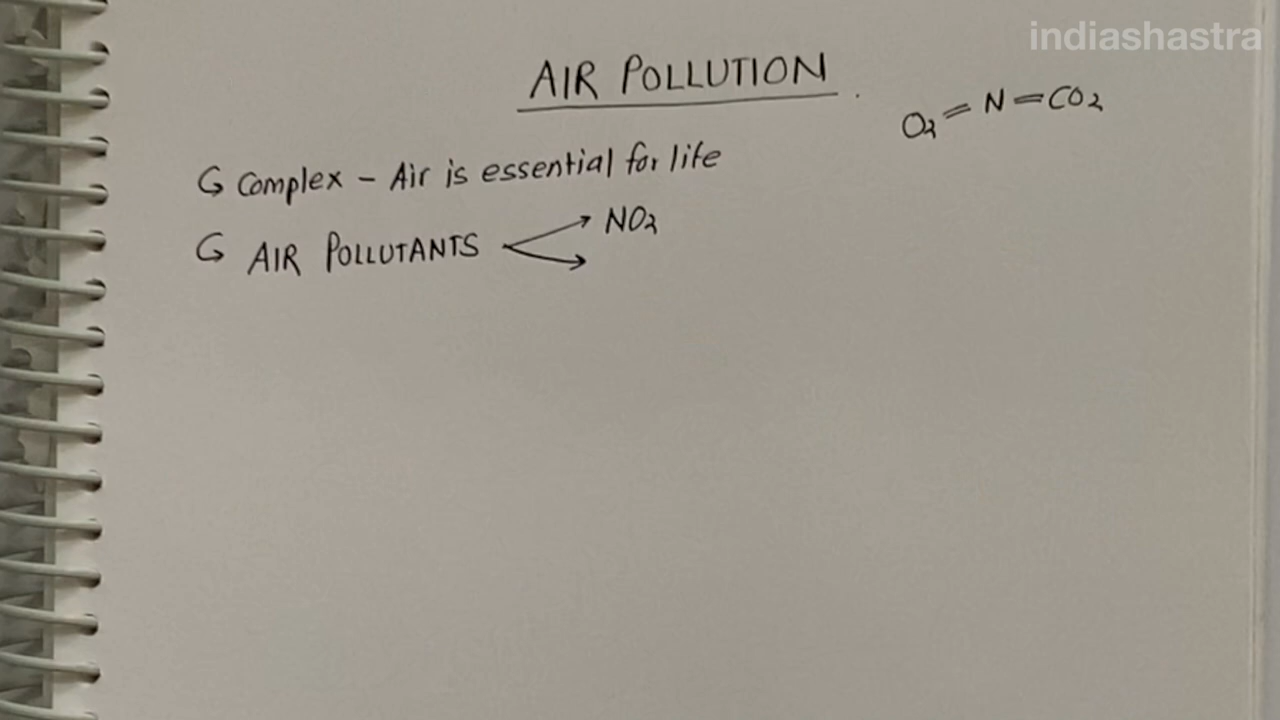 indiashastra
AIR POLLUTION.
O2 = N = CO2
Complex - Air is essential for life
AIR POLLUTANTS → NO2